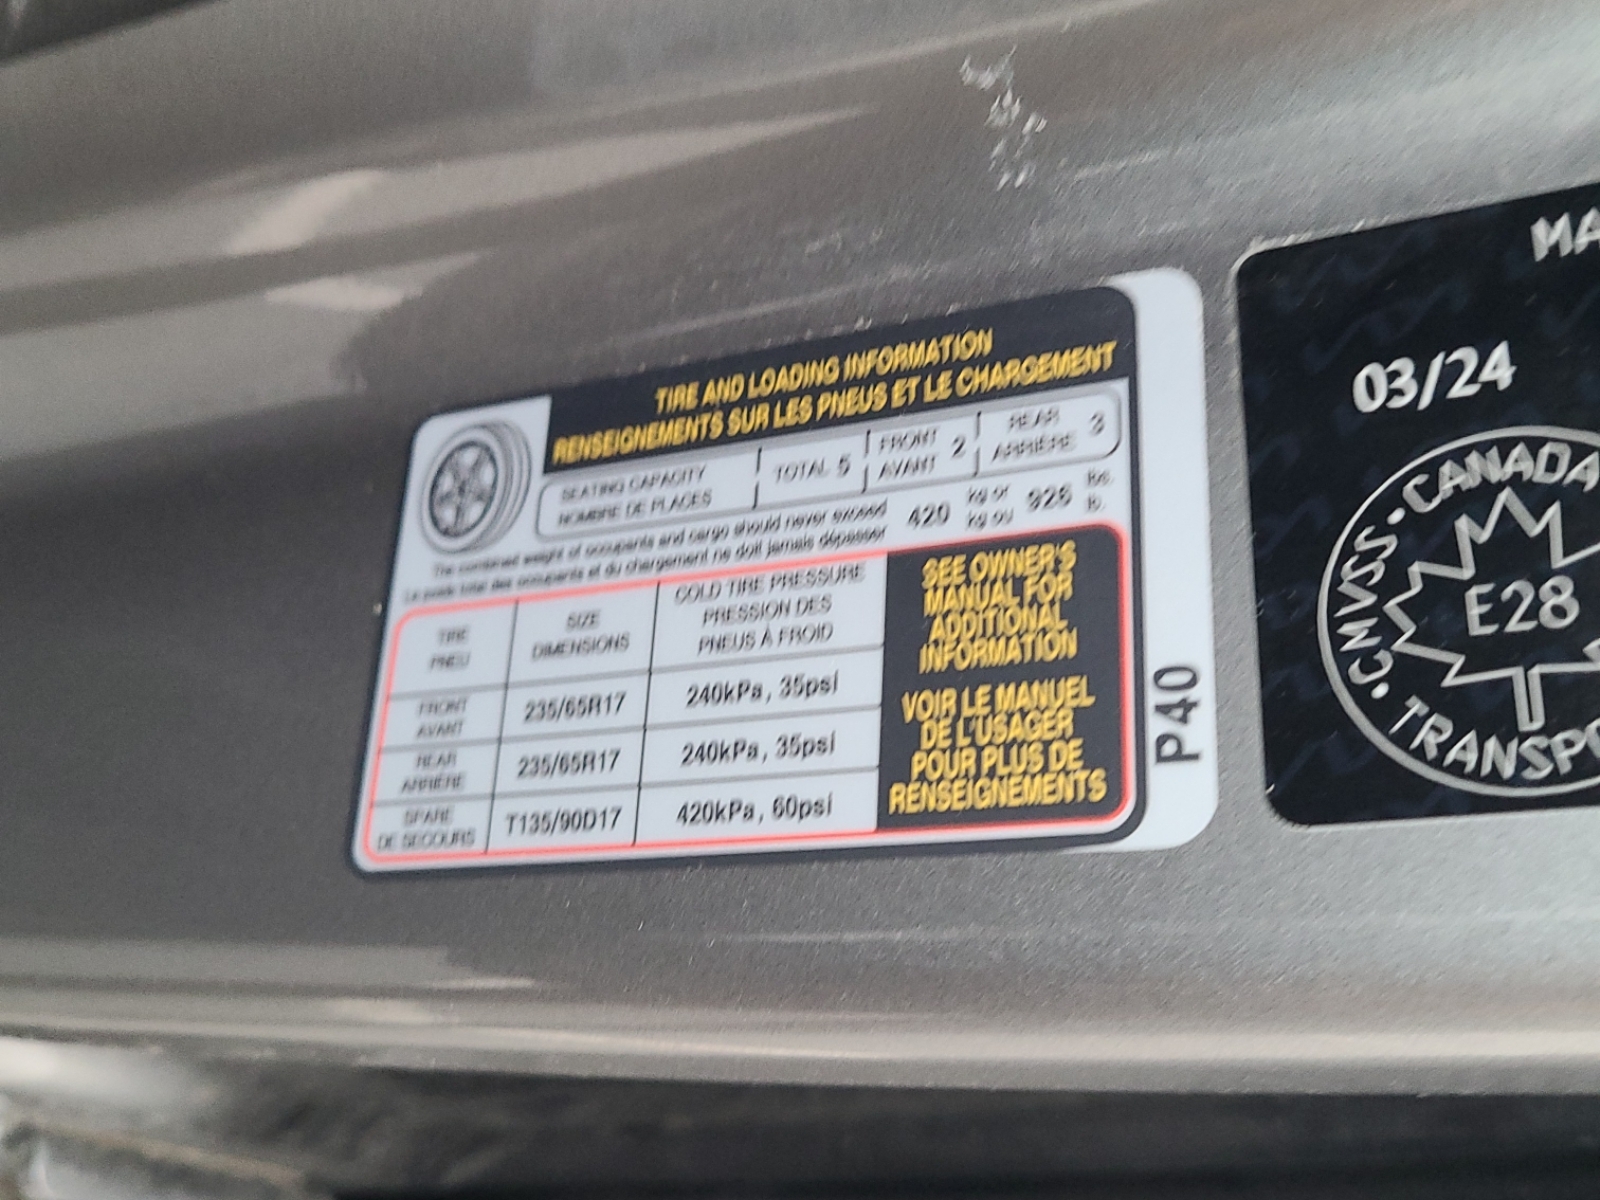 TIRE AND LOADING INFORMATION
RENSEIGNEMENTS SUR LES PNEUS ET LE CHARGEMENT
SEATING CAPACITY
NOMBRE DE PLACES
TOTAL 5
FRONT
AVANT
2
REAR
ARRIÈRE
3
The combined weight of occupants and cargo should never exceed
Le poids total des occupants et du chargement ne doit jamais dépasser
420
kg or
kg ou
926
lbs.
lb.
TIRE
PNEU
SIZE
DIMENSIONS
COLD TIRE PRESSURE
PRESSION DES
PNEUS À FROID
FRONT
AVANT
235/65R17
240kPa, 35psi
REAR
ARRIÈRE
235/65R17
240kPa, 35psi
SPARE
DE SECOURS
T135/90D17
420kPa, 60psi
SEE OWNER'S
MANUAL FOR
ADDITIONAL
INFORMATION
VOIR LE MANUEL
DE L'USAGER
POUR PLUS DE
RENSEIGNEMENTS
P40
MA
03/24
CANADA
E28
CMVSS
TRANSPO